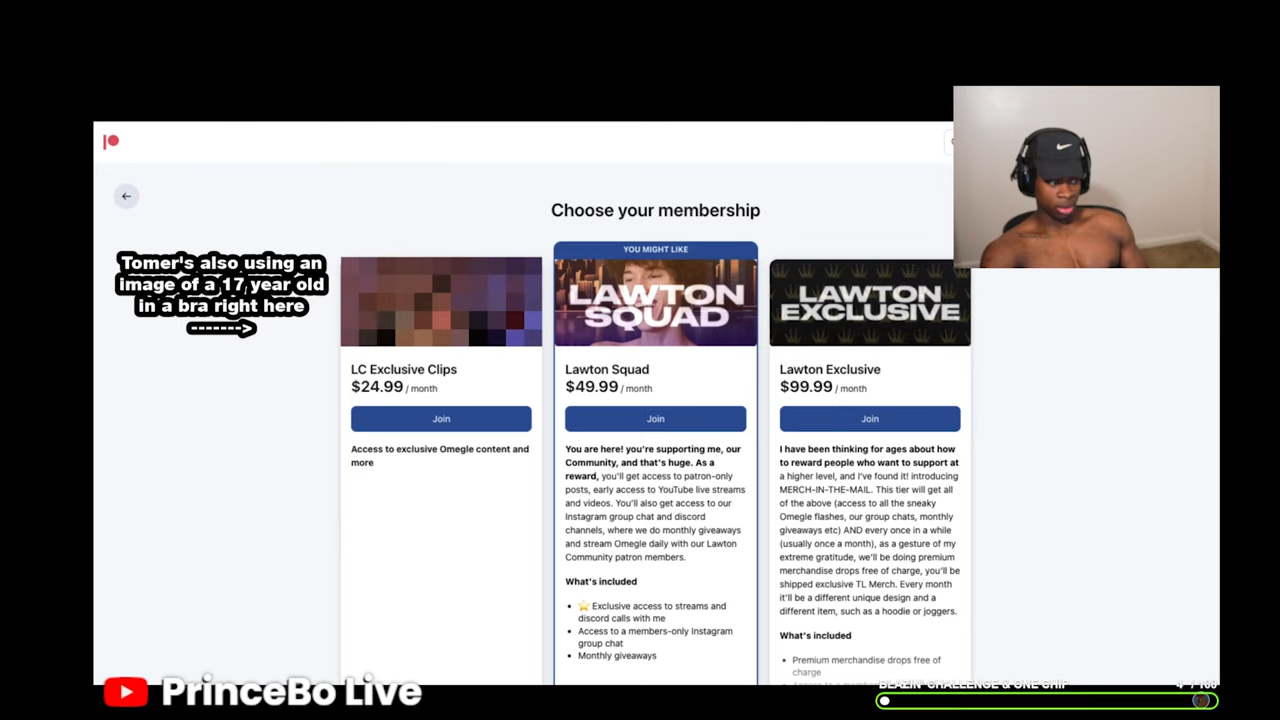 Choose your membership
Tomer's also using an
image of a 17 year old
in a bra right here
------->
LC Exclusive Clips
$24.99 / month
Join
Access to exclusive Omegle content and
more
YOU MIGHT LIKE
LAWTON
SQUAD
Lawton Squad
$49.99 / month
Join
You are here! you're supporting me, our
Community, and that's huge. As a
reward, you'll get access to patron-only
posts, early access to YouTube live streams
and videos. You'll also get access to our
Instagram group chat and discord
channels, where we do monthly giveaways
and stream Omegle daily with our Lawton
Community patron members.
What's included
• ⭐ Exclusive access to streams and
discord calls with me
• Access to a members-only Instagram
group chat
• Monthly giveaways
LAWTON
EXCLUSIVE
Lawton Exclusive
$99.99 / month
Join
I have been thinking for ages about how
to reward people who want to support at
a higher level, and I've found it! introducing
MERCH-IN-THE-MAIL. This tier will get all
of the above (access to all the sneaky
Omegle flashes, our group chats, monthly
giveaways etc) AND every once in a while
(usually once a month), as a gesture of my
extreme gratitude, we'll be doing premium
merchandise drops free of charge, you'll be
shipped exclusive TL Merch. Every month
it'll be a different unique design and a
different item, such as a hoodie or joggers.
What's included
• Premium merchandise drops free of
charge
PrinceBo Live
BLAZIN' CHALLENGE & ONE CHIP